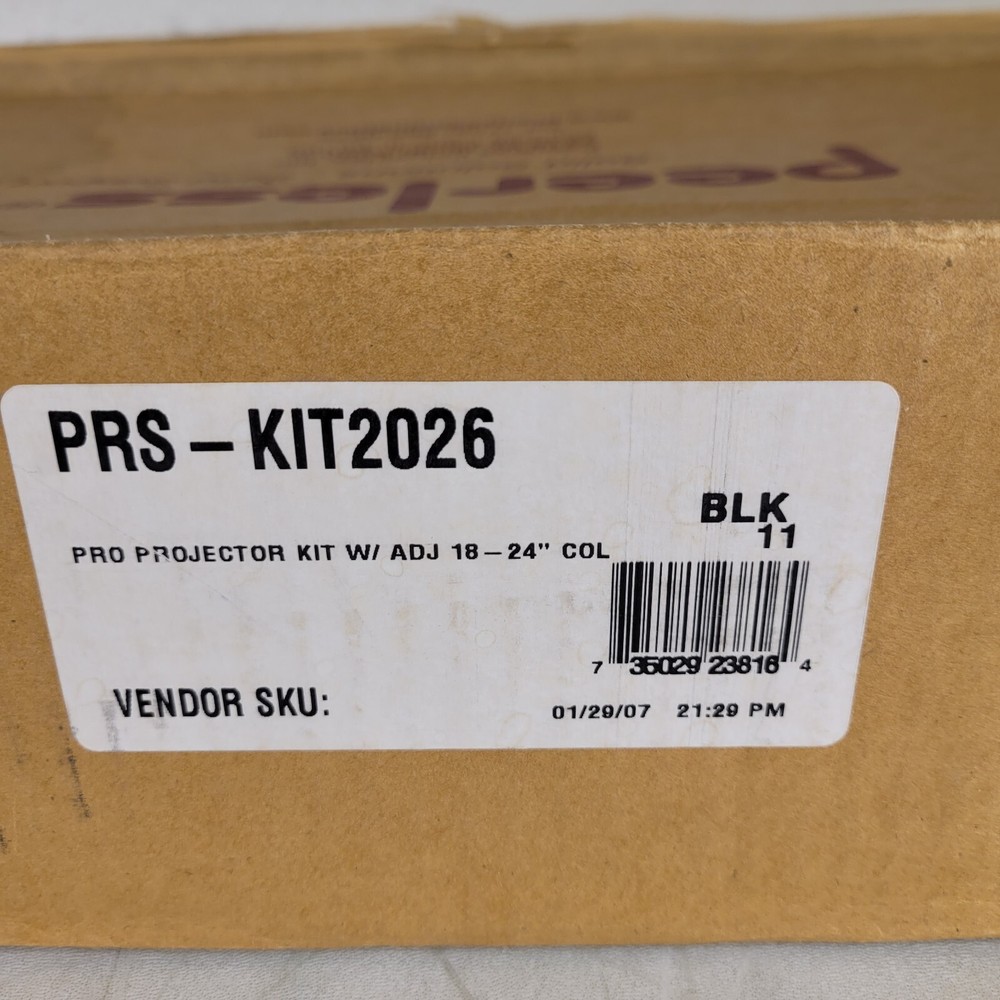 peerless
PRS – KIT2026
BLK
11
PRO PROJECTOR KIT W/ ADJ 18 – 24" COL
7 35029 23816 4
VENDOR SKU:
01/29/07 21:29 PM